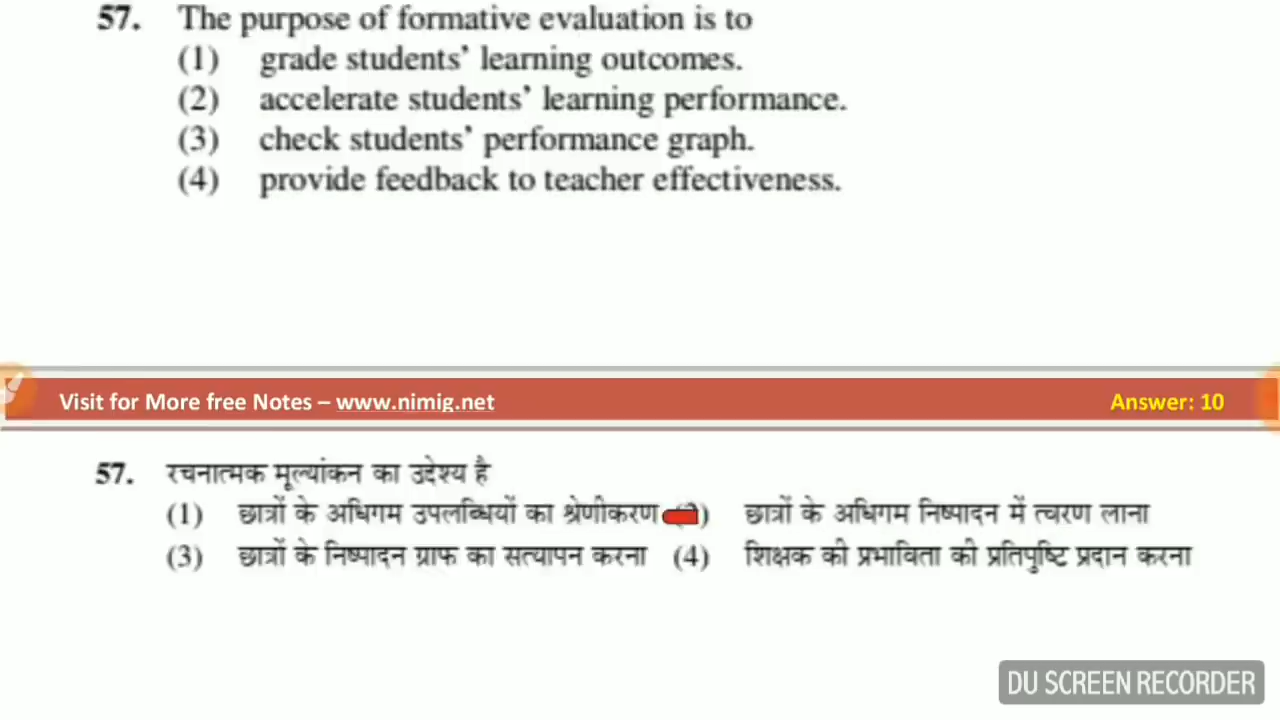 57. The purpose of formative evaluation is to
(1) grade students' learning outcomes.
(2) accelerate students' learning performance.
(3) check students' performance graph.
(4) provide feedback to teacher effectiveness.
Visit for More free Notes – www.nimig.net Answer: 10
57. रचनात्मक मूल्यांकन का उद्देश्य है
(1) छात्रों के अधिगम उपलब्धियों का श्रेणीकरण छात्रों के अधिगम निष्पादन में त्वरण लाना
(3) छात्रों के निष्पादन ग्राफ का सत्यापन करना (4) शिक्षक की प्रभाविता की प्रतिपुष्टि प्रदान करना
DU SCREEN RECORDER